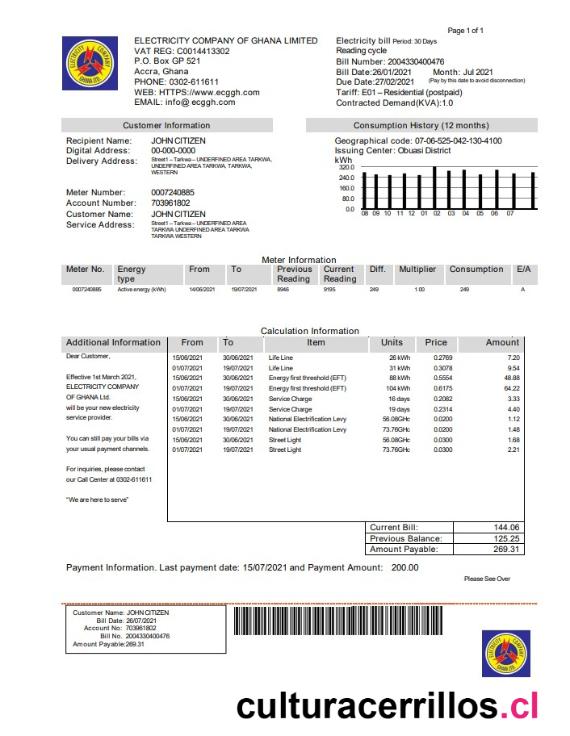 Page 1 of 1
ELECTRICITY COMPANY OF GHANA LIMITED
VAT REG: C0014413302
P.O. Box GP 521
Accra, Ghana
PHONE: 0302-611611
WEB: HTTPS://www.ecggh.com
EMAIL: info@ ecggh.com
Electricity bill Period: 30 Days
Reading cycle
Bill Number: 2004330400476
Bill Date:26/01/2021 Month: Jul 2021
Due Date:27/02/2021 (Pay by this date to avoid disconnection)
Tariff: E01 – Residential (postpaid)
Contracted Demand(KVA):1.0
ELECTRICITY COMPANY
GHANA LTD.
Customer Information
Recipient Name: JOHN CITIZEN
Digital Address: 00-000-0000
Delivery Address: Street1 – Tarkwa – UNDERFINED AREA TARKWA,
UNDERFINED AREA TARKWA, TARKWA,
WESTERN
Meter Number: 0007240885
Account Number: 703961802
Customer Name: JOHN CITIZEN
Service Address: Street1 – Tarkwa – UNDERFINED AREA
TARKWA UNDERFINED AREA TARKWA
TARKWA WESTERN
Consumption History (12 months)
Geographical code: 07-06-525-042-130-4100
Issuing Center: Obuasi District
kWh
320.0
240.0
160.0
80.0
0.0
08 09 10 11 12 01 02 03 04 05 06 07
Meter Information
Meter No. Energy type From To Previous Reading Current Reading Diff. Multiplier Consumption E/A
0007240885 Active energy (kWh) 14/06/2021 19/07/2021 8946 9195 249 1.00 249 A
Calculation Information
Additional Information From To Item Units Price Amount
Dear Customer,
Effective 1st March 2021,
ELECTRICITY COMPANY
OF GHANA Ltd.
will be your new electricity
service provider.
You can still pay your bills via
your usual payment channels.
For inquiries, please contact
our Call Center at 0302-611611
"We are here to serve"
15/06/2021 30/06/2021 Life Line 26 kWh 0.2769 7.20
01/07/2021 19/07/2021 Life Line 31 kWh 0.3078 9.54
15/06/2021 30/06/2021 Energy first threshold (EFT) 88 kWh 0.5554 48.88
01/07/2021 19/07/2021 Energy first threshold (EFT) 104 kWh 0.6175 64.22
15/06/2021 30/06/2021 Service Charge 16 days 0.2082 3.33
01/07/2021 19/07/2021 Service Charge 19 days 0.2314 4.40
15/06/2021 30/06/2021 National Electrification Levy 56.08GHc 0.0200 1.12
01/07/2021 19/07/2021 National Electrification Levy 73.76GHc 0.0200 1.48
15/06/2021 30/06/2021 Street Light 56.08GHc 0.0300 1.68
01/07/2021 19/07/2021 Street Light 73.76GHc 0.0300 2.21
Current Bill: 144.06
Previous Balance: 125.25
Amount Payable: 269.31
Payment Information. Last payment date: 15/07/2021 and Payment Amount: 200.00
Please See Over
Customer Name: JOHN CITIZEN
Bill Date: 26/07/2021
Account No: 703961802
Bill No. 2004330400476
Amount Payable:269.31
ELECTRICITY COMPANY
GHANA LTD.
culturacerrillos.cl